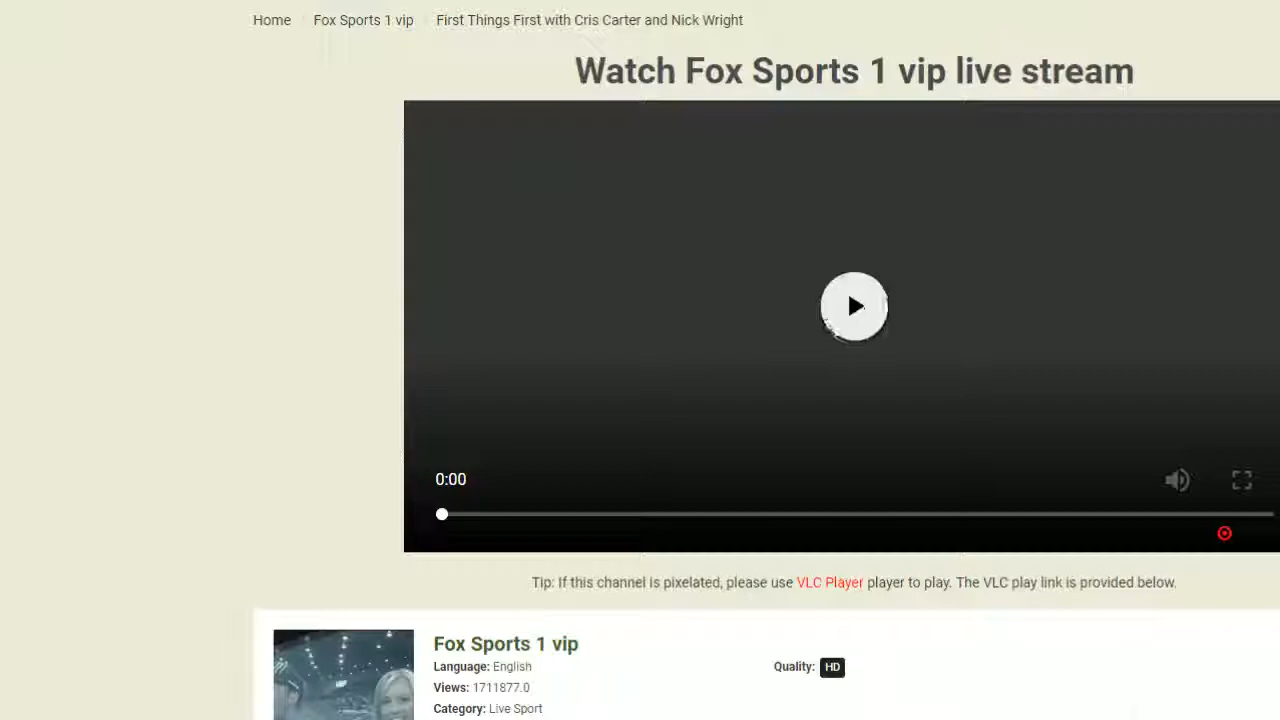 Home Fox Sports 1 vip First Things First with Cris Carter and Nick Wright
Watch Fox Sports 1 vip live stream
0:00
Tip: If this channel is pixelated, please use VLC Player player to play. The VLC play link is provided below.
Fox Sports 1 vip
Language: English Quality: HD
Views: 1711877.0
Category: Live Sport